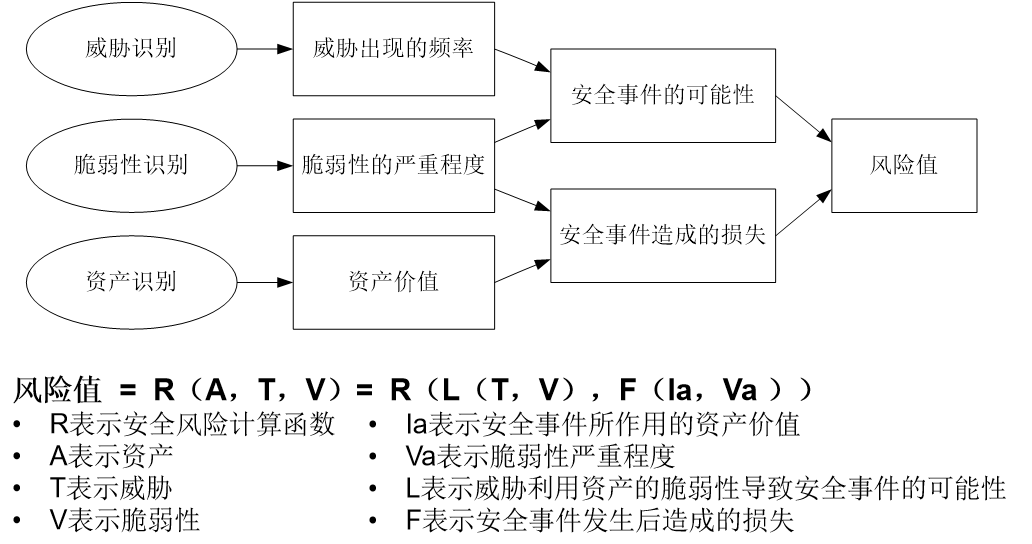 威胁识别
威胁出现的频率
安全事件的可能性
脆弱性识别
脆弱性的严重程度
风险值
安全事件造成的损失
资产识别
资产价值
风险值 = R（A，T，V）= R（L（T，V），F（Ia，Va ））
• R表示安全风险计算函数
• A表示资产
• T表示威胁
• V表示脆弱性
• Ia表示安全事件所作用的资产价值
• Va表示脆弱性严重程度
• L表示威胁利用资产的脆弱性导致安全事件的可能性
• F表示安全事件发生后造成的损失